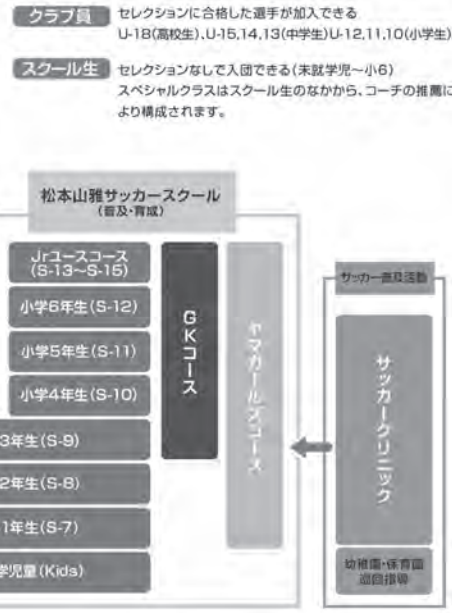 クラブ員 セレクションに合格した選手が加入できる
U-18(高校生)、U-15,14,13(中学生)U-12,11,10(小学生)
スクール生 セレクションなしで入団できる(未就学児~小6)
スペシャルクラスはスクール生のなかから、コーチの推薦に
より構成されます。
松本山雅サッカースクール
(普及・育成)
Jrユースコース
(S-13~S-15)
小学6年生(S-12)
小学5年生(S-11)
小学4年生(S-10)
3年生(S-9)
2年生(S-8)
1年生(S-7)
学児童(Kids)
GKコース
ヤマガールズコース
サッカー普及活動
サッカークリニック
幼稚園・保育園
巡回指導